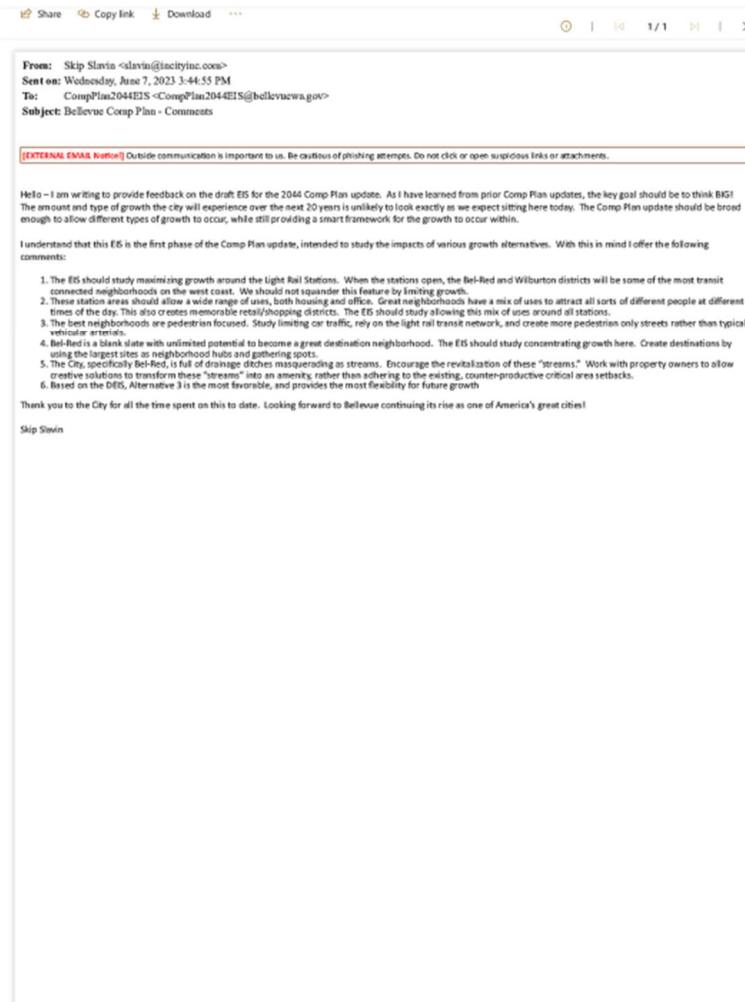 Share Copy link Download ...
1/1
From: Skip Slavin <slavin@incityinc.com>
Sent on: Wednesday, June 7, 2023 3:44:55 PM
To: CompPlan2044EIS <CompPlan2044EIS@bellevuewa.gov>
Subject: Bellevue Comp Plan - Comments
[EXTERNAL EMAIL Notice!] Outside communication is important to us. Be cautious of phishing attempts. Do not click or open suspicious links or attachments.
Hello – I am writing to provide feedback on the draft EIS for the 2044 Comp Plan update. As I have learned from prior Comp Plan updates, the key goal should be to think BIG!
The amount and type of growth the city will experience over the next 20 years is unlikely to look exactly as we expect sitting here today. The Comp Plan update should be broad
enough to allow different types of growth to occur, while still providing a smart framework for the growth to occur within.
I understand that this EIS is the first phase of the Comp Plan update, intended to study the impacts of various growth alternatives. With this in mind I offer the following
comments:
1. The EIS should study maximizing growth around the Light Rail Stations. When the stations open, the Bel-Red and Wilburton districts will be some of the most transit
connected neighborhoods on the west coast. We should not squander this feature by limiting growth.
2. These station areas should allow a wide range of uses, both housing and office. Great neighborhoods have a mix of uses to attract all sorts of different people at different
times of the day. This also creates memorable retail/shopping districts. The EIS should study allowing this mix of uses around all stations.
3. The best neighborhoods are pedestrian focused. Study limiting car traffic, rely on the light rail transit network, and create more pedestrian only streets rather than typical
vehicular arterials.
4. Bel-Red is a blank slate with unlimited potential to become a great destination neighborhood. The EIS should study concentrating growth here. Create destinations by
using the largest sites as neighborhood hubs and gathering spots.
5. The City, specifically Bel-Red, is full of drainage ditches masquerading as streams. Encourage the revitalization of these "streams." Work with property owners to allow
creative solutions to transform these "streams" into an amenity, rather than adhering to the existing, counter-productive critical area setbacks.
6. Based on the DEIS, Alternative 3 is the most favorable, and provides the most flexibility for future growth
Thank you to the City for all the time spent on this to date. Looking forward to Bellevue continuing its rise as one of America's great cities!
Skip Slavin